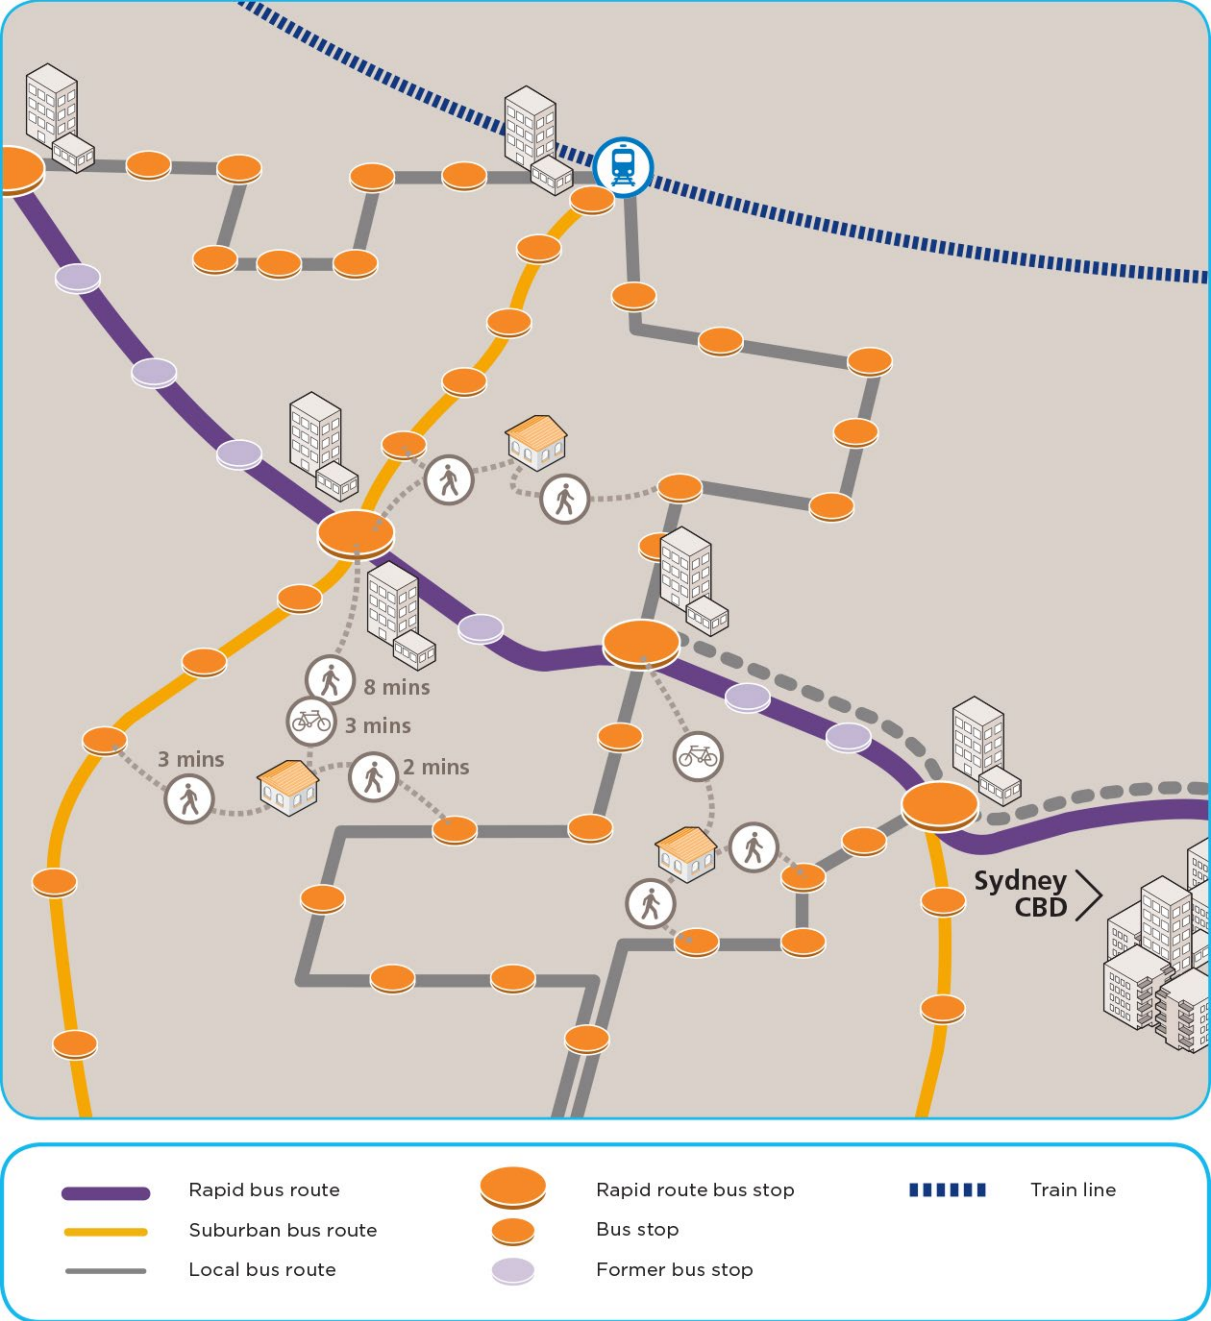 8 mins
3 mins
3 mins
2 mins
Sydney
CBD
Rapid bus route
Rapid route bus stop
Train line
Suburban bus route
Bus stop
Local bus route
Former bus stop